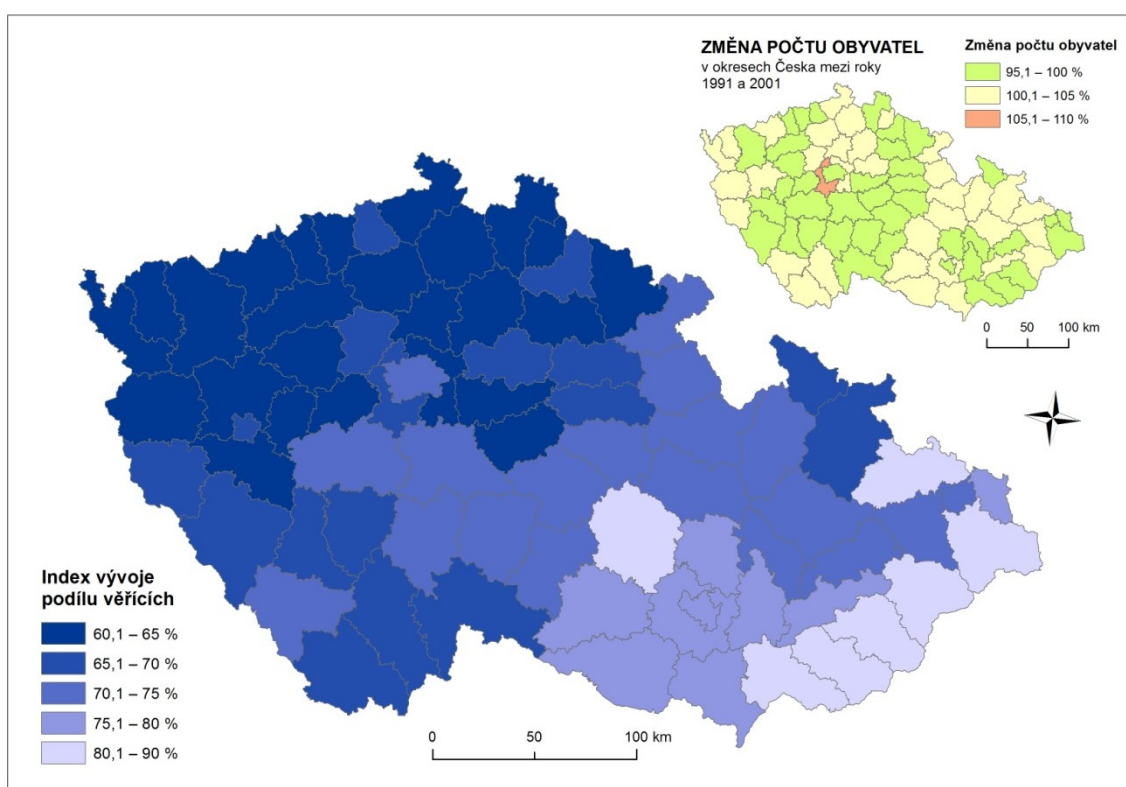 ZMĚNA POČTU OBYVATEL
v okresech Česka mezi roky
1991 a 2001
Změna počtu obyvatel
95,1 – 100 %
100,1 – 105 %
105,1 – 110 %
0 50 100 km
Index vývoje
podílu věřících
60,1 – 65 %
65,1 – 70 %
70,1 – 75 %
75,1 – 80 %
80,1 – 90 %
0 50 100 km